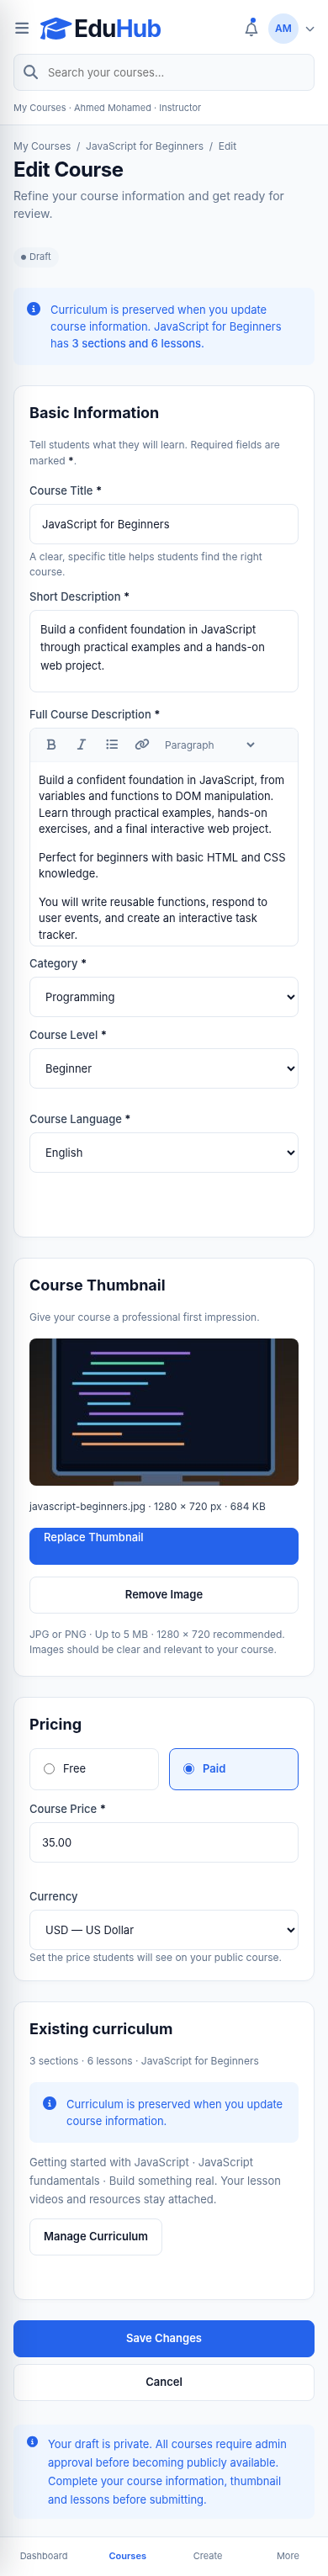 EduHub
AM
Search your courses...
My Courses · Ahmed Mohamed · Instructor
My Courses / JavaScript for Beginners / Edit
Edit Course
Refine your course information and get ready for
review.
Draft
Curriculum is preserved when you update
course information. JavaScript for Beginners
has 3 sections and 6 lessons.
Basic Information
Tell students what they will learn. Required fields are
marked *.
Course Title *
JavaScript for Beginners
A clear, specific title helps students find the right
course.
Short Description *
Build a confident foundation in JavaScript
through practical examples and a hands-on
web project.
Full Course Description *
B I Paragraph
Build a confident foundation in JavaScript, from
variables and functions to DOM manipulation.
Learn through practical examples, hands-on
exercises, and a final interactive web project.
Perfect for beginners with basic HTML and CSS
knowledge.
You will write reusable functions, respond to
user events, and create an interactive task
tracker.
Category *
Programming
Course Level *
Beginner
Course Language *
English
Course Thumbnail
Give your course a professional first impression.
javascript-beginners.jpg · 1280 × 720 px · 684 KB
Replace Thumbnail
Remove Image
JPG or PNG · Up to 5 MB · 1280 × 720 recommended.
Images should be clear and relevant to your course.
Pricing
Free
Paid
Course Price *
35.00
Currency
USD — US Dollar
Set the price students will see on your public course.
Existing curriculum
3 sections · 6 lessons · JavaScript for Beginners
Curriculum is preserved when you update
course information.
Getting started with JavaScript · JavaScript
fundamentals · Build something real. Your lesson
videos and resources stay attached.
Manage Curriculum
Save Changes
Cancel
Your draft is private. All courses require admin
approval before becoming publicly available.
Complete your course information, thumbnail
and lessons before submitting.
Dashboard Courses Create More